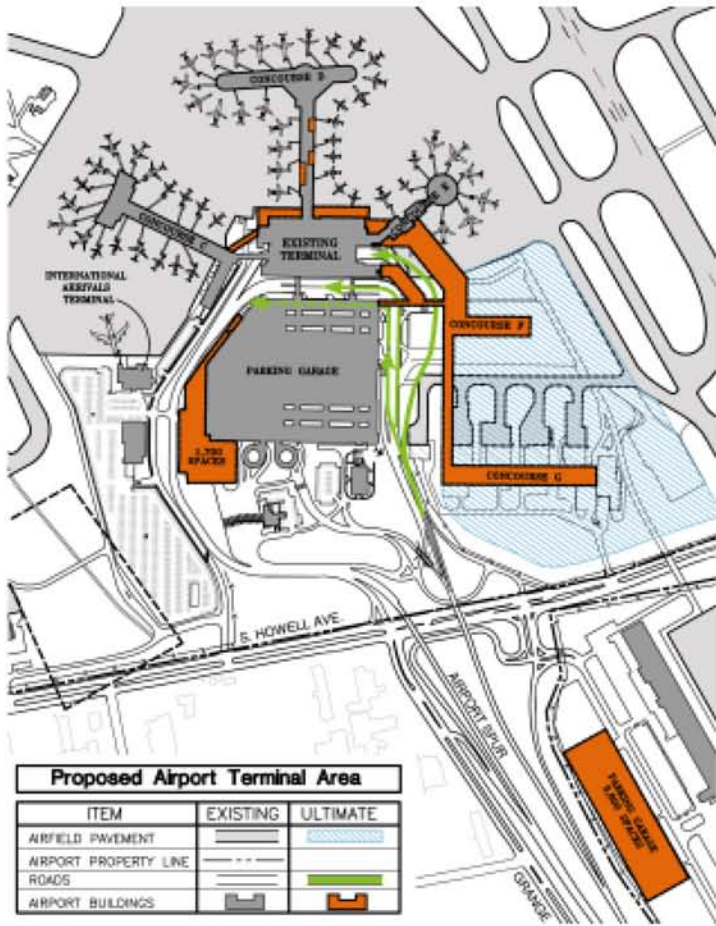 CONCOURSE D
CONCOURSE C
EXISTING
TERMINAL
INTERNATIONAL
ARRIVALS
TERMINAL
CONCOURSE F
PARKING GARAGE
SPACES
CONCOURSE G
S. HOWELL AVE.
AIRPORT SPUR
PARKING GARAGE
SPACES
GRANGE
Proposed Airport Terminal Area
ITEM EXISTING ULTIMATE
AIRFIELD PAVEMENT
AIRPORT PROPERTY LINE
ROADS
AIRPORT BUILDINGS